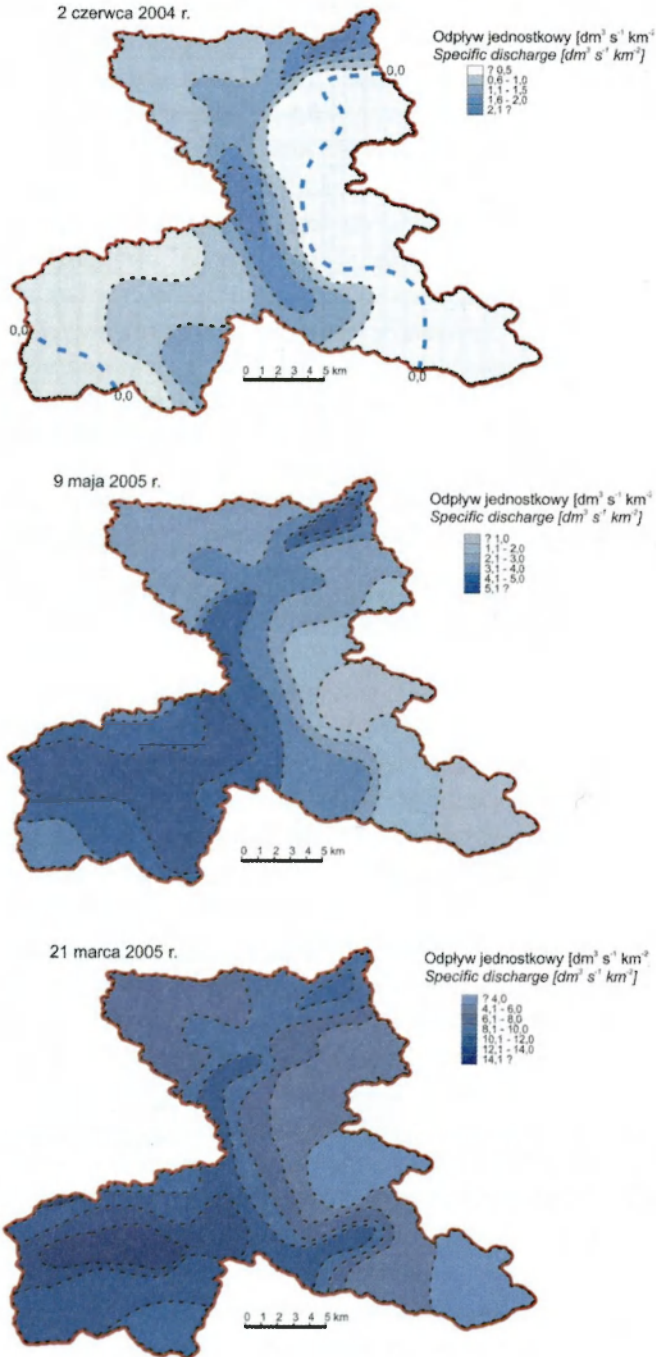 2 czerwca 2004 r.
Odpływ jednostkowy [dm³ s⁻¹ km⁻²
Specific discharge [dm³ s⁻¹ km⁻²]
? 0,5
0,6 - 1,0
1,1 - 1,5
1,6 - 2,0
2,1 ?
0,0
0,0
0,0
0,0
0 1 2 3 4 5 km
9 maja 2005 r.
Odpływ jednostkowy [dm³ s⁻¹ km⁻²
Specific discharge [dm³ s⁻¹ km⁻²]
? 1,0
1,1 - 2,0
2,1 - 3,0
3,1 - 4,0
4,1 - 5,0
5,1 ?
0 1 2 3 4 5 km
21 marca 2005 r.
Odpływ jednostkowy [dm³ s⁻¹ km⁻²
Specific discharge [dm³ s⁻¹ km⁻²]
? 4,0
4,1 - 6,0
6,1 - 8,0
8,1 - 10,0
10,1 - 12,0
12,1 - 14,0
14,1 ?
0 1 2 3 4 5 km